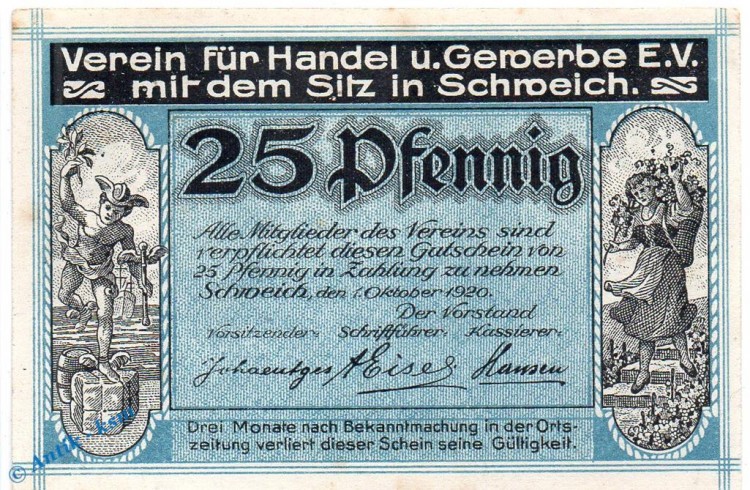 Verein für Handel u. Gewerbe E.V.
mit dem Sitz in Schweich.
25 Pfennig
Alle Mitglieder des Vereins sind
verpflichtet diesen Gutschein von
25 Pfennig in Zahlung zu nehmen
Schweich, den 1. Oktober 1920.
Der Vorstand
Vorsitzender: Schriftführer: Kassierer:
Eisel Hansen
Drei Monate nach Bekanntmachung in der Orts-
zeitung verliert dieser Schein seine Gültigkeit.